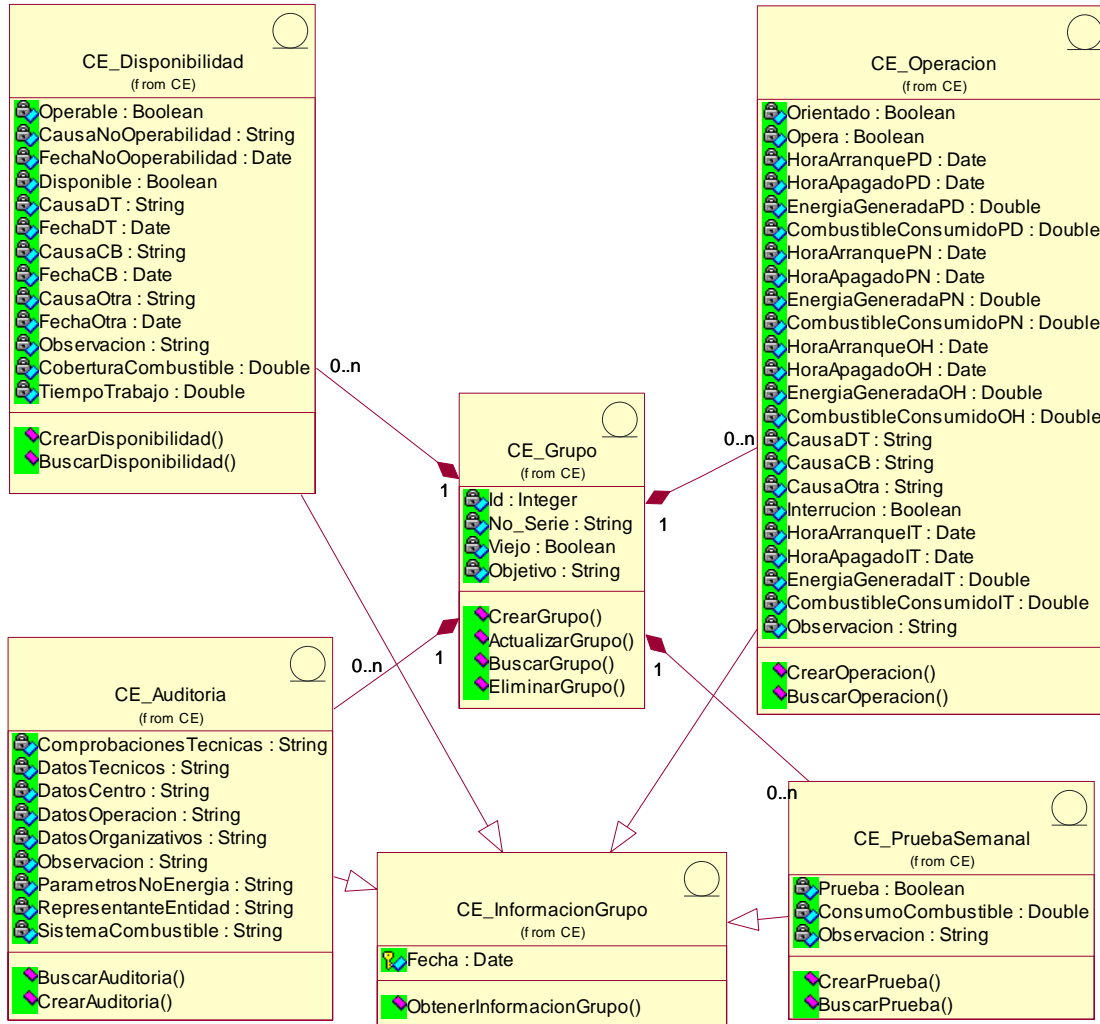 CE_Disponibilidad
(from CE)
Operable : Boolean
CausaNoOperabilidad : String
FechaNoOoperabilidad : Date
Disponible : Boolean
CausaDT : String
FechaDT : Date
CausaCB : String
FechaCB : Date
CausaOtra : String
FechaOtra : Date
Observacion : String
CoberturaCombustible : Double
TiempoTrabajo : Double
CrearDisponibilidad()
BuscarDisponibilidad()
0..n
1
CE_Operacion
(from CE)
Orientado : Boolean
Opera : Boolean
HoraArranquePD : Date
HoraApagadoPD : Date
EnergiaGeneradaPD : Double
CombustibleConsumidoPD : Double
HoraArranquePN : Date
HoraApagadoPN : Date
EnergiaGeneradaPN : Double
CombustibleConsumidoPN : Double
HoraArranqueOH : Date
HoraApagadoOH : Date
EnergiaGeneradaOH : Double
CombustibleConsumidoOH : Double
CausaDT : String
CausaCB : String
CausaOtra : String
Interrucion : Boolean
HoraArranqueIT : Date
HoraApagadoIT : Date
EnergiaGeneradaIT : Double
CombustibleConsumidoIT : Double
Observacion : String
CrearOperacion()
BuscarOperacion()
0..n
1
CE_Grupo
(from CE)
Id : Integer
No_Serie : String
Viejo : Boolean
Objetivo : String
CrearGrupo()
ActualizarGrupo()
BuscarGrupo()
EliminarGrupo()
0..n
1
1
0..n
CE_Auditoria
(from CE)
ComprobacionesTecnicas : String
DatosTecnicos : String
DatosCentro : String
DatosOperacion : String
DatosOrganizativos : String
Observacion : String
ParametrosNoEnergia : String
RepresentanteEntidad : String
SistemaCombustible : String
BuscarAuditoria()
CrearAuditoria()
CE_InformacionGrupo
(from CE)
Fecha : Date
ObtenerInformacionGrupo()
CE_PruebaSemanal
(from CE)
Prueba : Boolean
ConsumoCombustible : Double
Observacion : String
CrearPrueba()
BuscarPrueba()